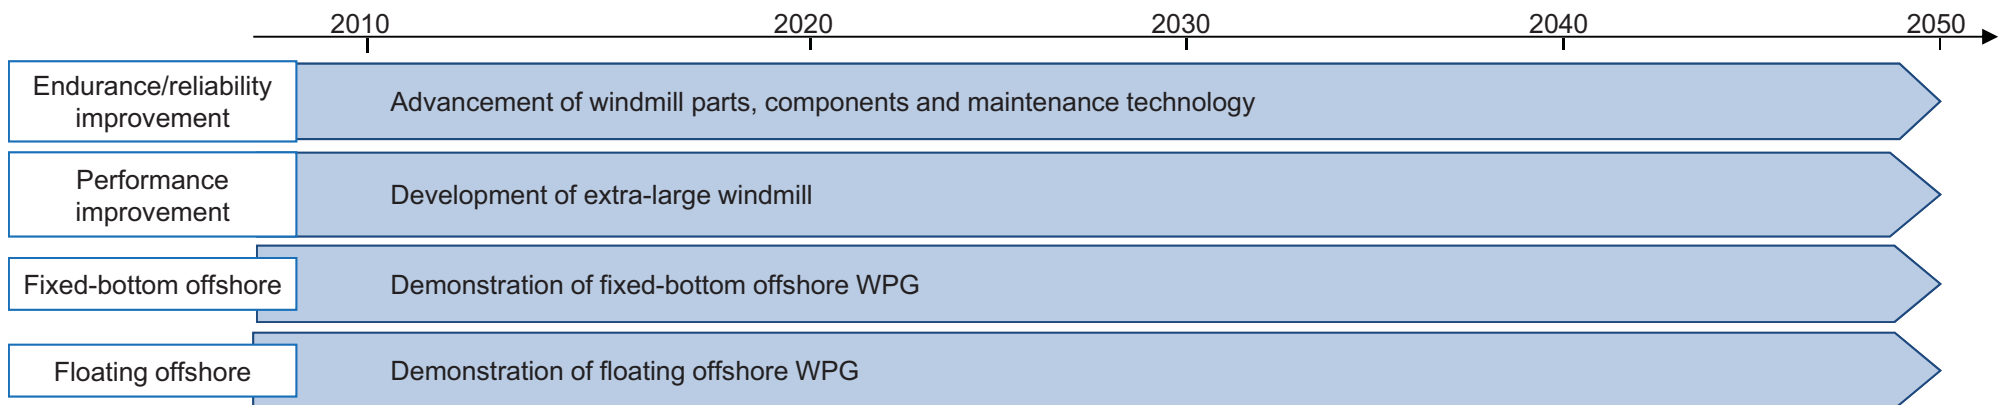 2010 2020 2030 2040 2050
Endurance/reliability
improvement
Advancement of windmill parts, components and maintenance technology
Performance
improvement
Development of extra-large windmill
Fixed-bottom offshore
Demonstration of fixed-bottom offshore WPG
Floating offshore
Demonstration of floating offshore WPG